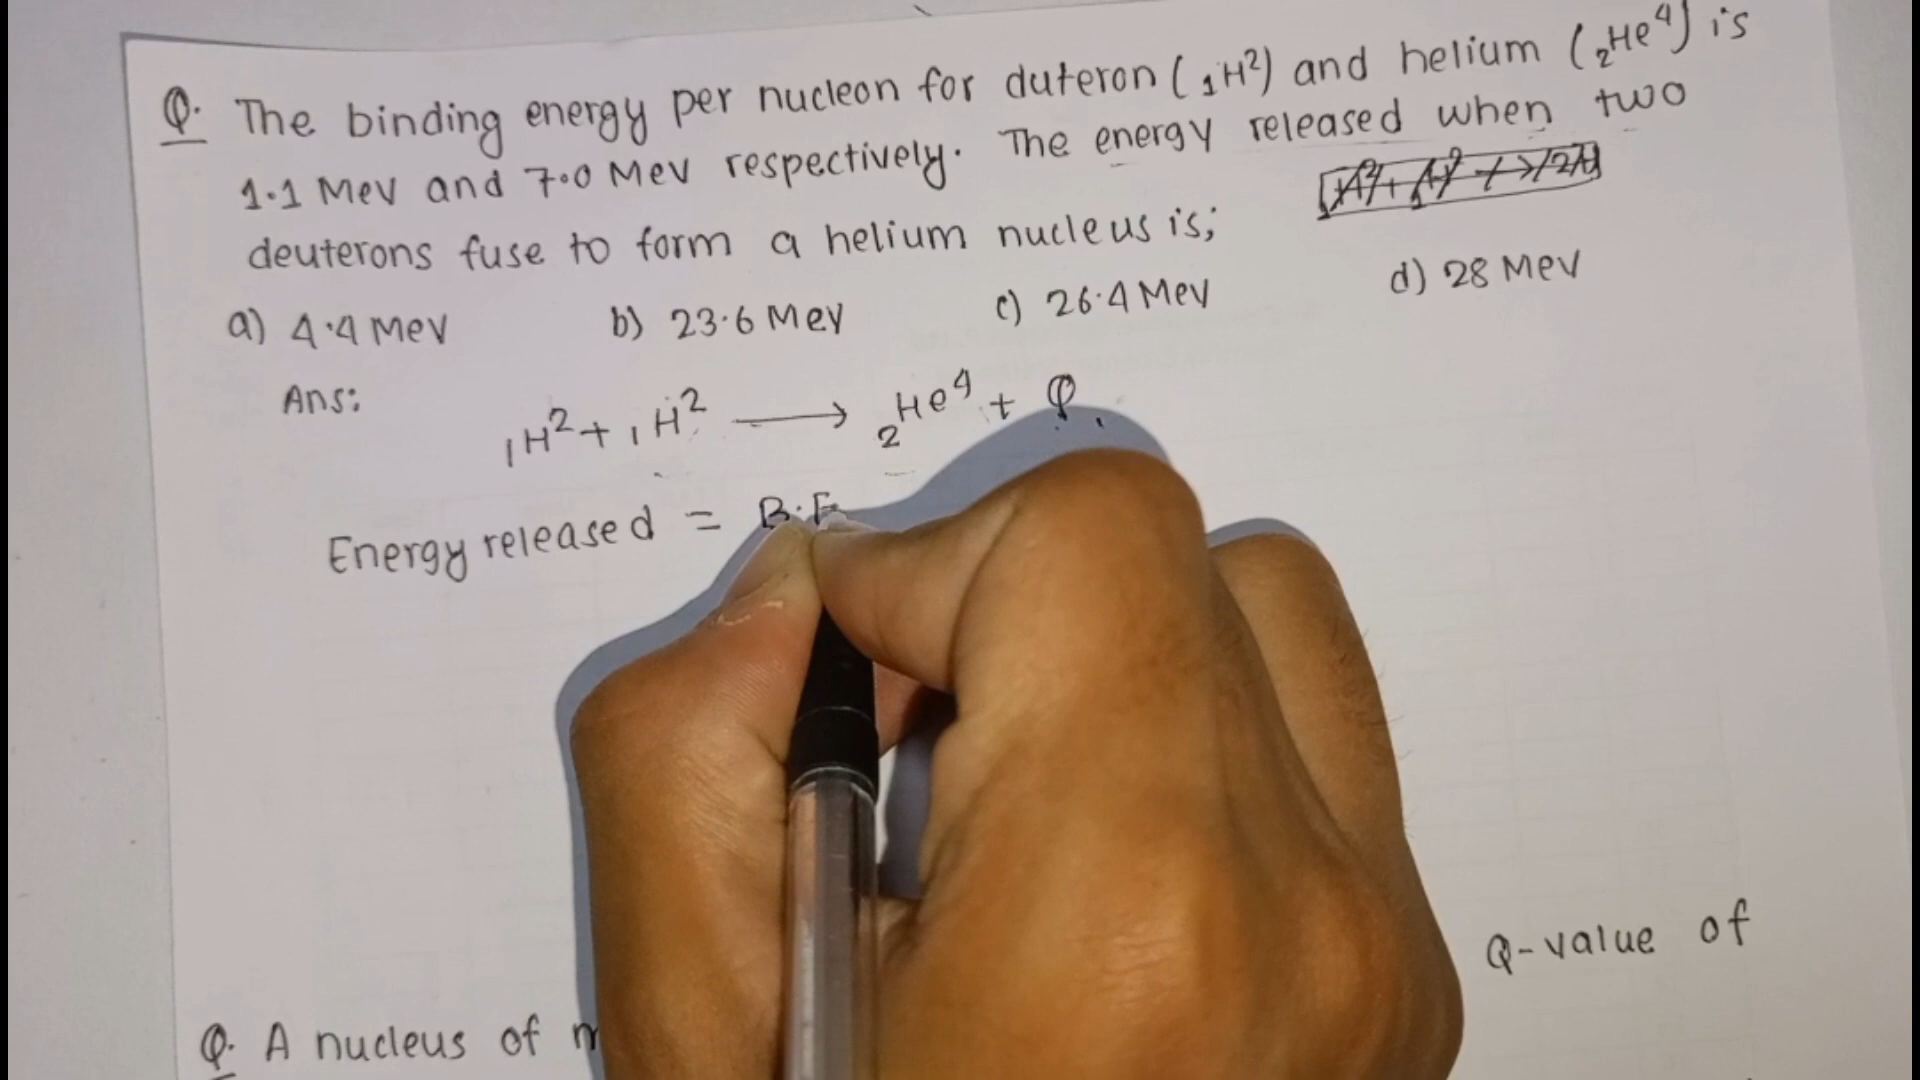 Q. The binding energy per nucleon for duteron (₁H²) and helium (₂He⁴) is
1.1 Mev and 7.0 Mev respectively. The energy released when two
deuterons fuse to form a helium nucleus is;
a) 4.4 Mev b) 23.6 Mev c) 26.4 Mev d) 28 Mev
Ans:
₁H² + ₁H² ⟶ ₂He⁴ + Q
Energy released = B.E
Q-value of
Q. A nucleus of